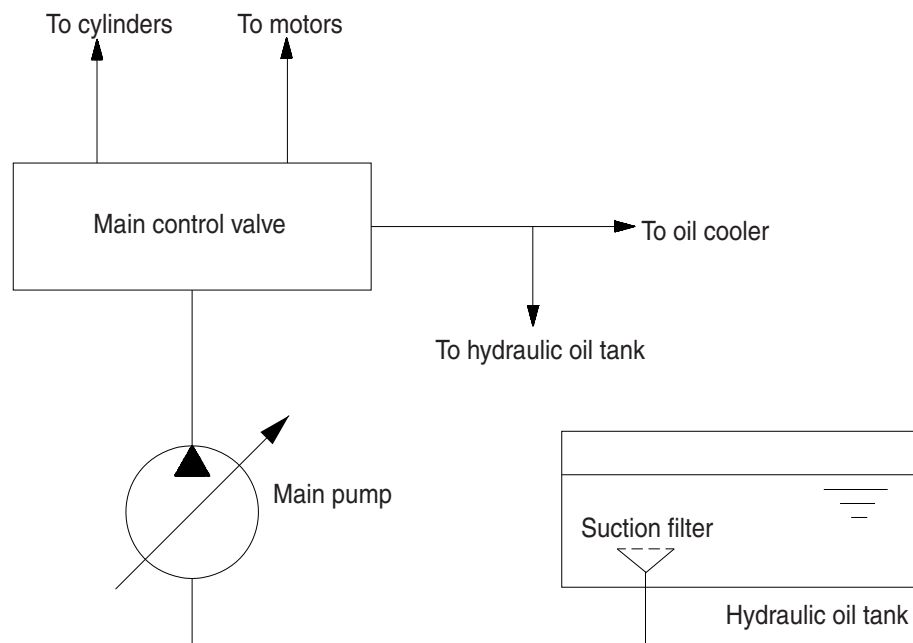 To cylinders
To motors
Main control valve
To oil cooler
To hydraulic oil tank
Main pump
Suction filter
Hydraulic oil tank